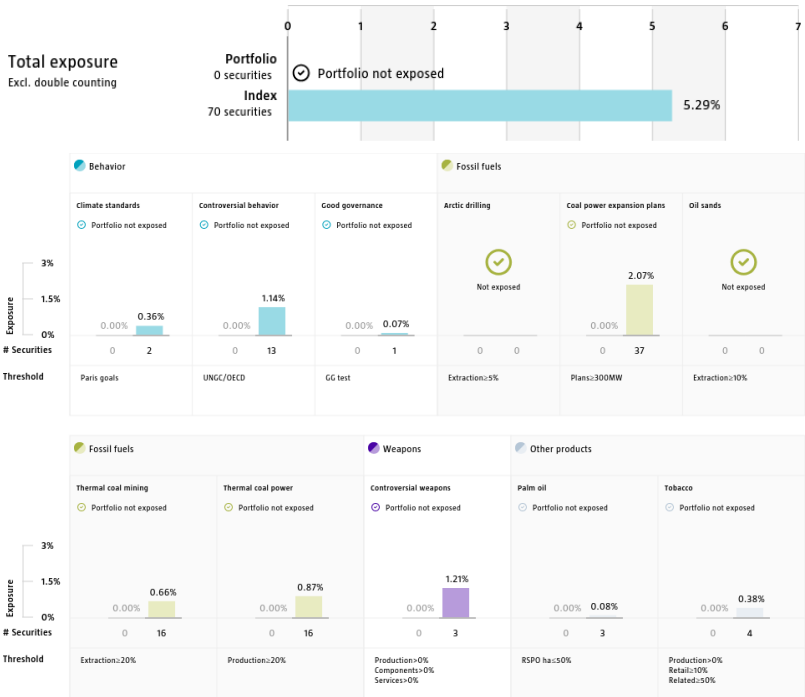 0 1 2 3 4 5 6 7
Total exposure
Excl. double counting
Portfolio
0 securities
Portfolio not exposed
Index
70 securities
5.29%
Behavior
Fossil fuels
Climate standards
Controversial behavior
Good governance
Arctic drilling
Coal power expansion plans
Oil sands
Portfolio not exposed
Portfolio not exposed
Portfolio not exposed
Portfolio not exposed
Not exposed
Not exposed
Exposure
3%
1.5%
0%
0.00% 0.36%
0.00% 1.14%
0.00% 0.07%
0.00% 2.07%
# Securities
0 2
0 13
0 1
0 0
0 37
0 0
Threshold
Paris goals
UNGC/OECD
GG test
Extraction≥5%
Plans≥300MW
Extraction≥10%
Fossil fuels
Weapons
Other products
Thermal coal mining
Thermal coal power
Controversial weapons
Palm oil
Tobacco
Portfolio not exposed
Portfolio not exposed
Portfolio not exposed
Portfolio not exposed
Portfolio not exposed
Exposure
3%
1.5%
0%
0.00% 0.66%
0.00% 0.87%
0.00% 1.21%
0.00% 0.08%
0.00% 0.38%
# Securities
0 16
0 16
0 3
0 3
0 4
Threshold
Extraction≥20%
Production≥20%
Production>0%
Components>0%
Services>0%
RSPO ha≤50%
Production>0%
Retail≥10%
Related≥50%